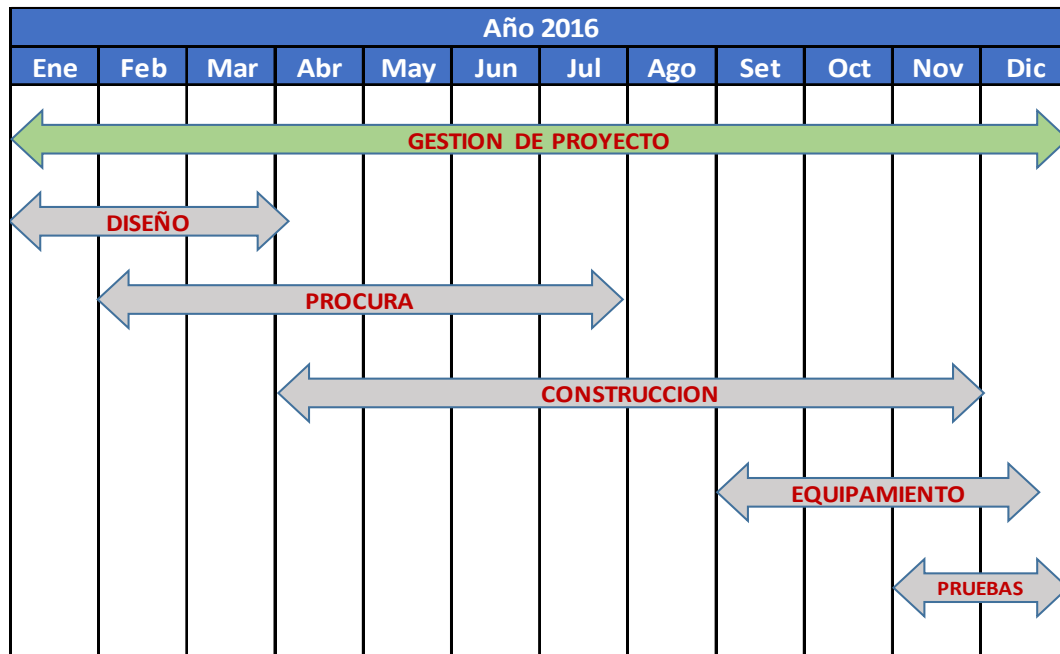 Año 2016
Ene Feb Mar Abr May Jun Jul Ago Set Oct Nov Dic
GESTION DE PROYECTO
DISEÑO
PROCURA
CONSTRUCCION
EQUIPAMIENTO
PRUEBAS